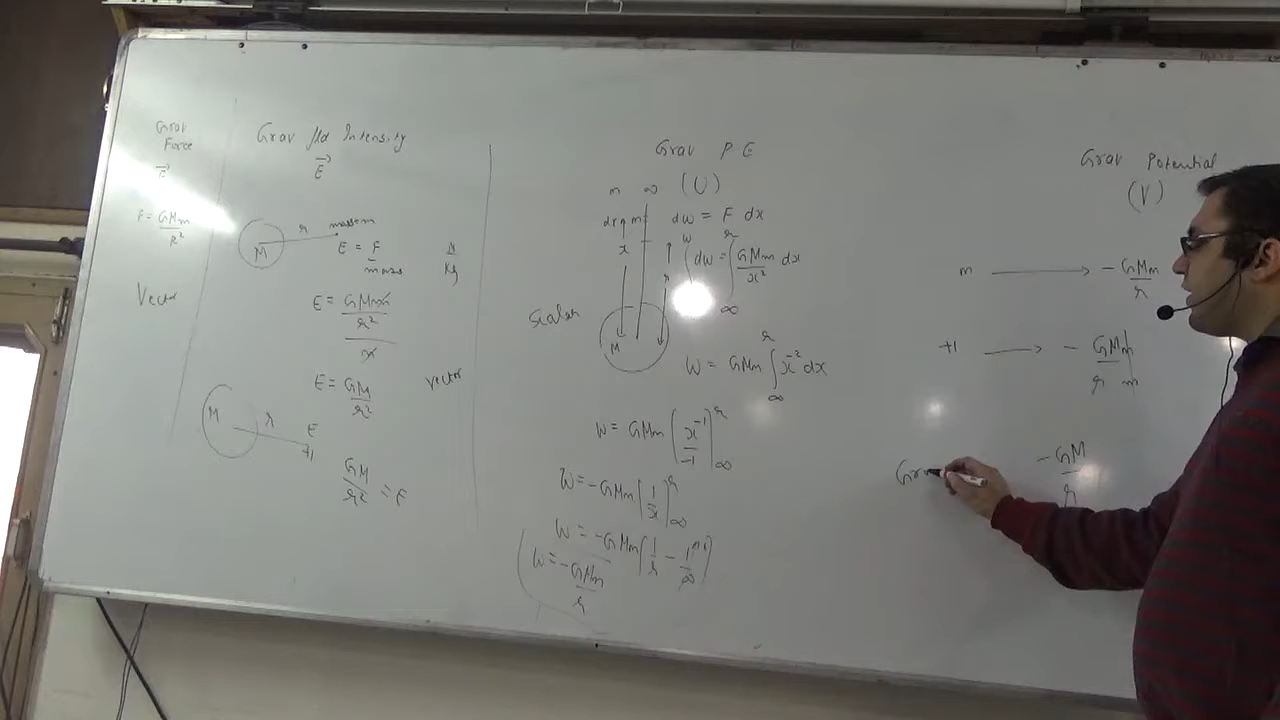 Grav
Force
F = GMm
r²
Vector
Grav fld Intensity
E
M
r
mass m
E = F
mass
N
Kg
E = GMm
r²
m
E = GM
r²
vector
M
r
E
+1
GM
r²
= E
Grav P E
(U)
m ∞
dw = F dx
x
∫dw = ∫ GMm dx
x²
r
∞
Scalar
M
W = GMm ∫ x⁻² dx
r
∞
W = GMm [x⁻¹
-1]
r
∞
W = -GMm [1
x]
r
∞
W = -GMm [1
r - 1
∞]
W = -GMm
r
Grav Potential
(V)
m → - GMm
r
+1 → - GMm
r m
Gra
-GM
r